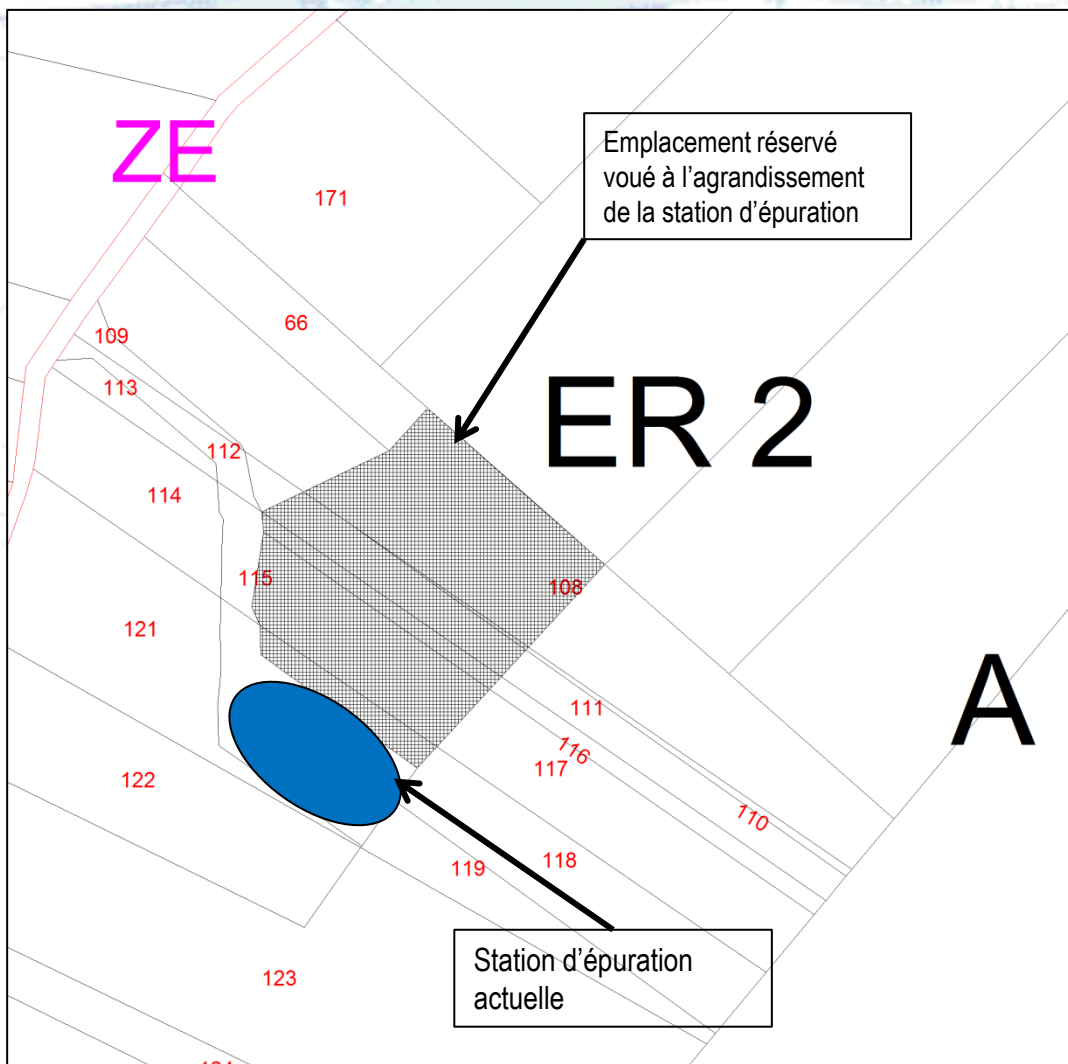 ZE
Emplacement réservé
voué à l'agrandissement
de la station d'épuration
171
66
109
113
ER 2
112
114
115
108
121
A
111
116
117
122
110
118
119
Station d'épuration
actuelle
123